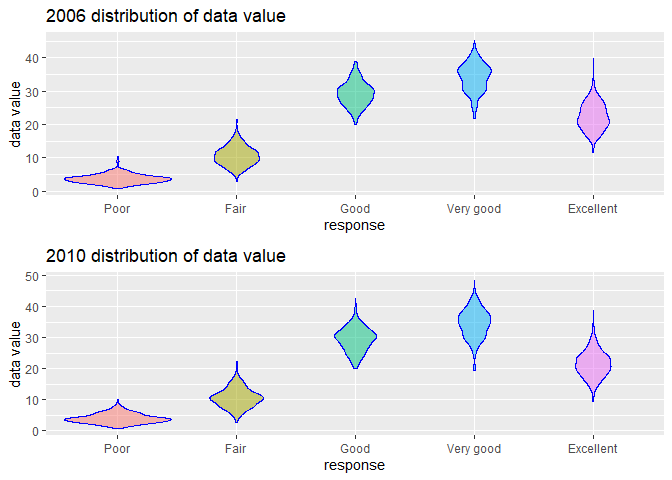 2006 distribution of data value
data value
40
30
20
10
0
Poor Fair Good Very good Excellent
response
2010 distribution of data value
data value
50
40
30
20
10
0
Poor Fair Good Very good Excellent
response